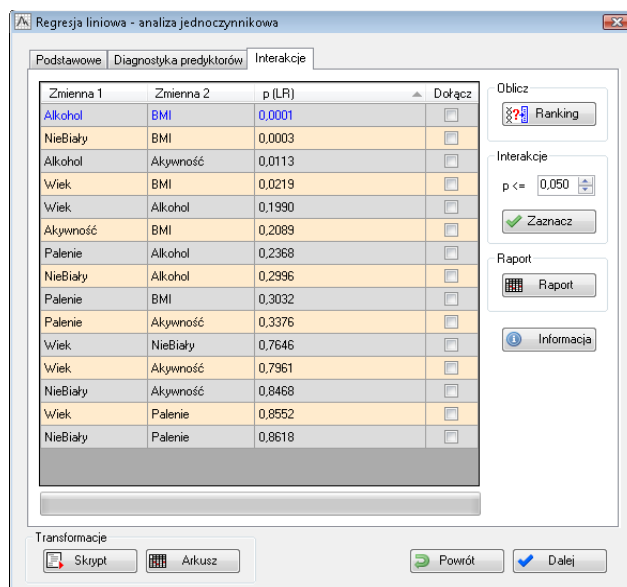 Regresja liniowa - analiza jednoczynnikowa
Podstawowe Diagnostyka predyktorów Interakcje
Zmienna 1 Zmienna 2 p (LR) Dołącz
Alkohol BMI 0,0001
NieBiały BMI 0,0003
Alkohol Akywność 0,0113
Wiek BMI 0,0219
Wiek Alkohol 0,1990
Akywność BMI 0,2089
Palenie Alkohol 0,2368
NieBiały Alkohol 0,2996
Palenie BMI 0,3032
Palenie Akywność 0,3376
Wiek NieBiały 0,7646
Wiek Akywność 0,7961
NieBiały Akywność 0,8468
Wiek Palenie 0,8552
NieBiały Palenie 0,8618
Oblicz
Ranking
Interakcje
p <= 0,050
Zaznacz
Raport
Raport
Informacja
Transformacje
Skrypt Arkusz Powrót Dalej